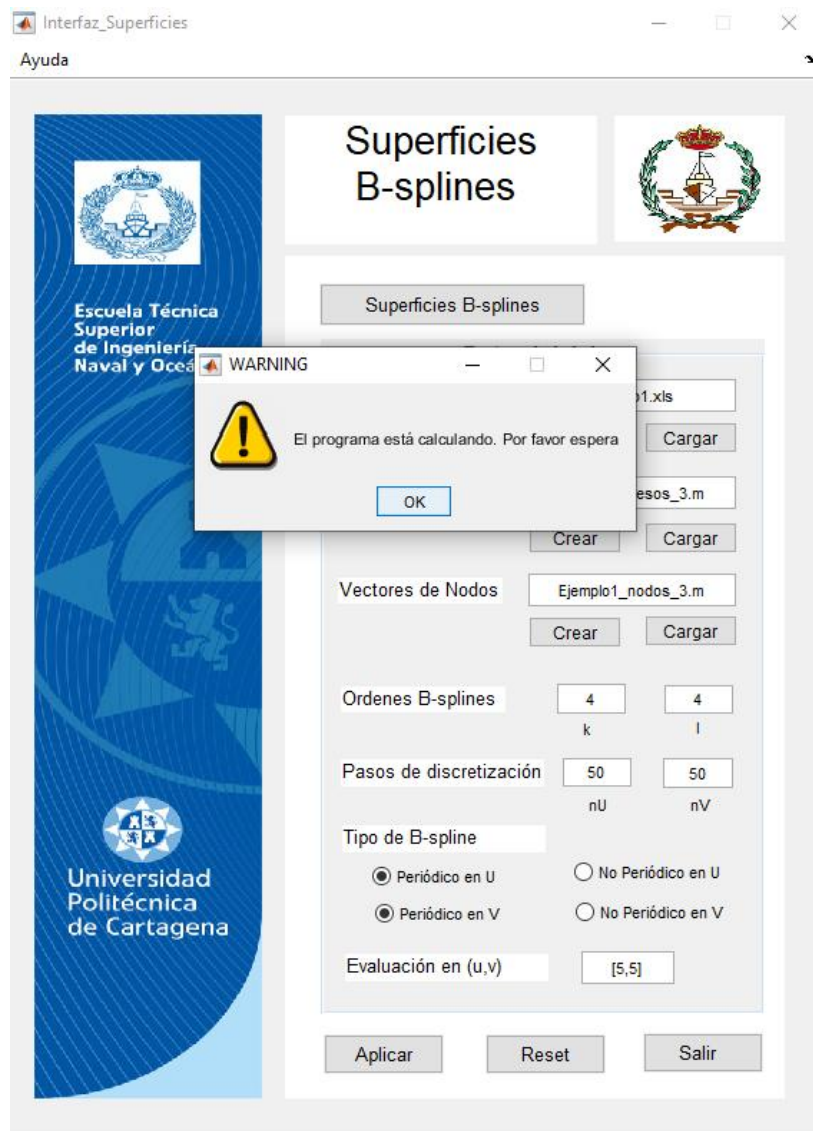 Interfaz_Superficies
Ayuda
Superficies
B-splines
Escuela Técnica
Superior
de Ingeniería
Naval y Oceá
Superficies B-splines
WARNING
El programa está calculando. Por favor espera
OK
1.xls
Cargar
esos_3.m
Crear Cargar
Vectores de Nodos Ejemplo1_nodos_3.m
Crear Cargar
Ordenes B-splines 4 4
k l
Pasos de discretización 50 50
nU nV
Tipo de B-spline
Periódico en U No Periódico en U
Periódico en V No Periódico en V
Evaluación en (u,v) [5,5]
Universidad
Politécnica
de Cartagena
Aplicar Reset Salir